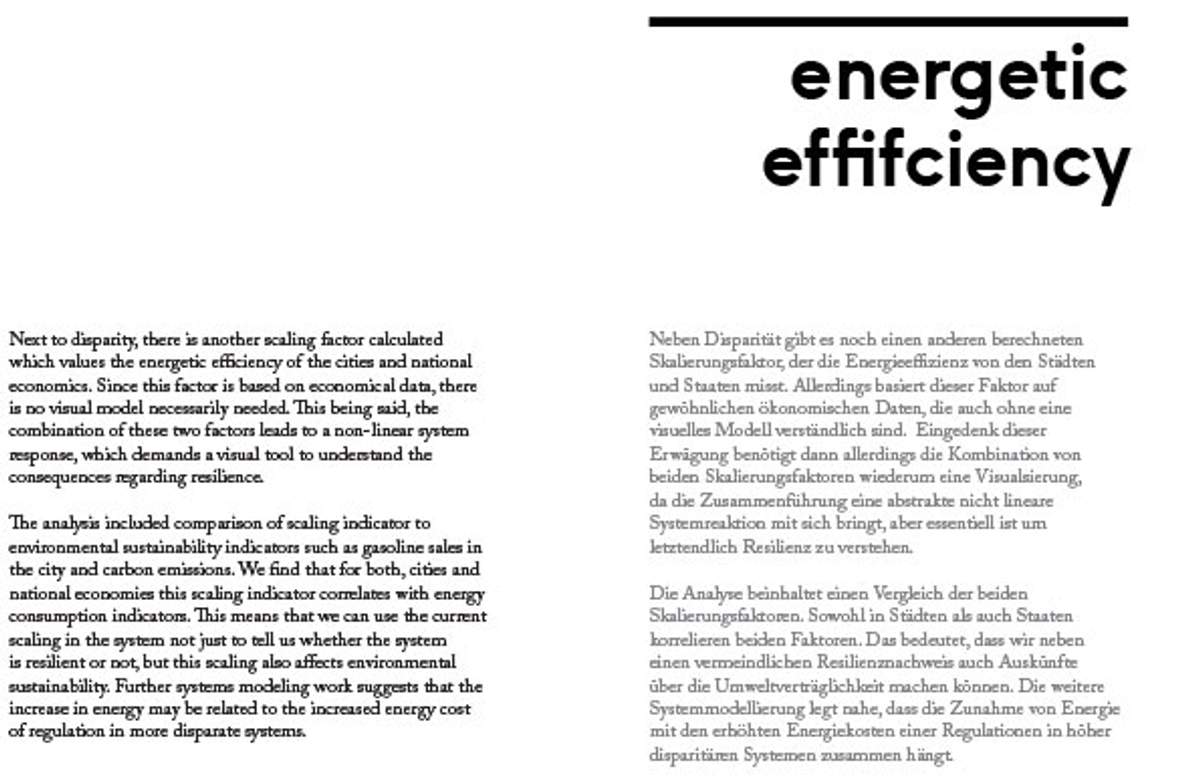 energetic
effifciency
Next to disparity, there is another scaling factor calculated
which values the energetic efficiency of the cities and national
economics. Since this factor is based on economical data, there
is no visual model necessarily needed. This being said, the
combination of these two factors leads to a non-linear system
response, which demands a visual tool to understand the
consequences regarding resilience.
The analysis included comparison of scaling indicator to
environmental sustainability indicators such as gasoline sales in
the city and carbon emissions. We find that for both, cities and
national economies this scaling indicator correlates with energy
consumption indicators. This means that we can use the current
scaling in the system not just to tell us whether the system
is resilient or not, but this scaling also affects environmental
sustainability. Further systems modeling work suggests that the
increase in energy may be related to the increased energy cost
of regulation in more disparate systems.
Neben Disparität gibt es noch einen anderen berechneten
Skalierungsfaktor, der die Energieeffizienz von den Städten
und Staaten misst. Allerdings basiert dieser Faktor auf
gewöhnlichen ökonomischen Daten, die auch ohne eine
visuelles Modell verständlich sind.  Eingedenk dieser
Erwägung benötigt dann allerdings die Kombination von
beiden Skalierungsfaktoren wiederum eine Visualsierung,
da die Zusammenführung eine abstrakte nicht lineare
Systemreaktion mit sich bringt, aber essentiell ist um
letztendlich Resilienz zu verstehen.
Die Analyse beinhaltet einen Vergleich der beiden
Skalierungsfaktoren. Sowohl in Städten als auch Staaten
korrelieren beiden Faktoren. Das bedeutet, dass wir neben
einen vermeindlichen Resilienznachweis auch Auskünfte
über die Umweltverträglichkeit machen können. Die weitere
Systemmodellierung legt nahe, dass die Zunahme von Energie
mit den erhöhten Energiekosten einer Regulationen in höher
disparitären Systemen zusammen hängt.